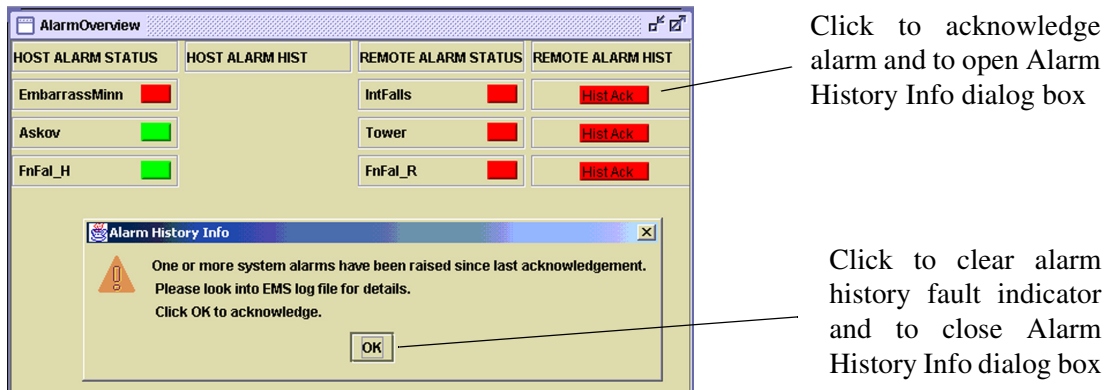 AlarmOverview
HOST ALARM STATUS HOST ALARM HIST REMOTE ALARM STATUS REMOTE ALARM HIST
EmbarrassMinn IntFalls Hist Ack
Askov Tower Hist Ack
FnFal_H FnFal_R Hist Ack
Alarm History Info
One or more system alarms have been raised since last acknowledgement.
Please look into EMS log file for details.
Click OK to acknowledge.
OK
Click to acknowledge
alarm and to open Alarm
History Info dialog box
Click to clear alarm
history fault indicator
and to close Alarm
History Info dialog box